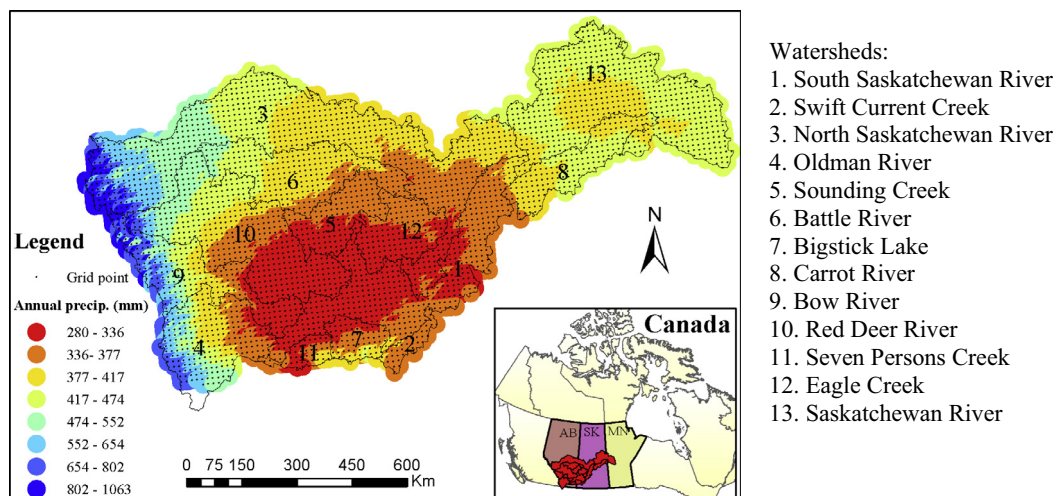 13
3
8
6
5
12
10
1
9
7
2
4
11
N
Legend
Grid point
Annual precip. (mm)
280 - 336
336- 377
377 - 417
417 - 474
474 - 552
552 - 654
654 - 802
802 - 1063
0 75 150 300 450 600
Km
Canada
AB SK MN
Watersheds:
1. South Saskatchewan River
2. Swift Current Creek
3. North Saskatchewan River
4. Oldman River
5. Sounding Creek
6. Battle River
7. Bigstick Lake
8. Carrot River
9. Bow River
10. Red Deer River
11. Seven Persons Creek
12. Eagle Creek
13. Saskatchewan River